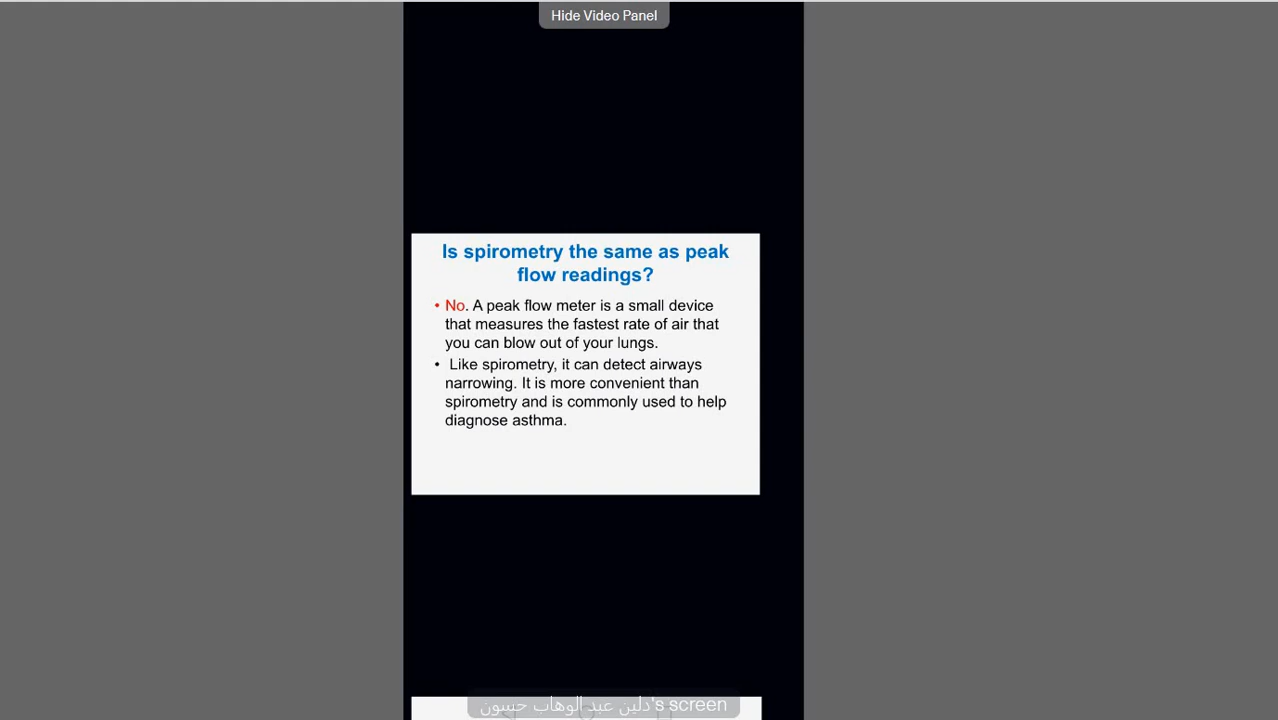 Hide Video Panel
Is spirometry the same as peak
flow readings?
• No. A peak flow meter is a small device
that measures the fastest rate of air that
you can blow out of your lungs.
• Like spirometry, it can detect airways
narrowing. It is more convenient than
spirometry and is commonly used to help
diagnose asthma.
دلين عبد الوهاب حسون's screen